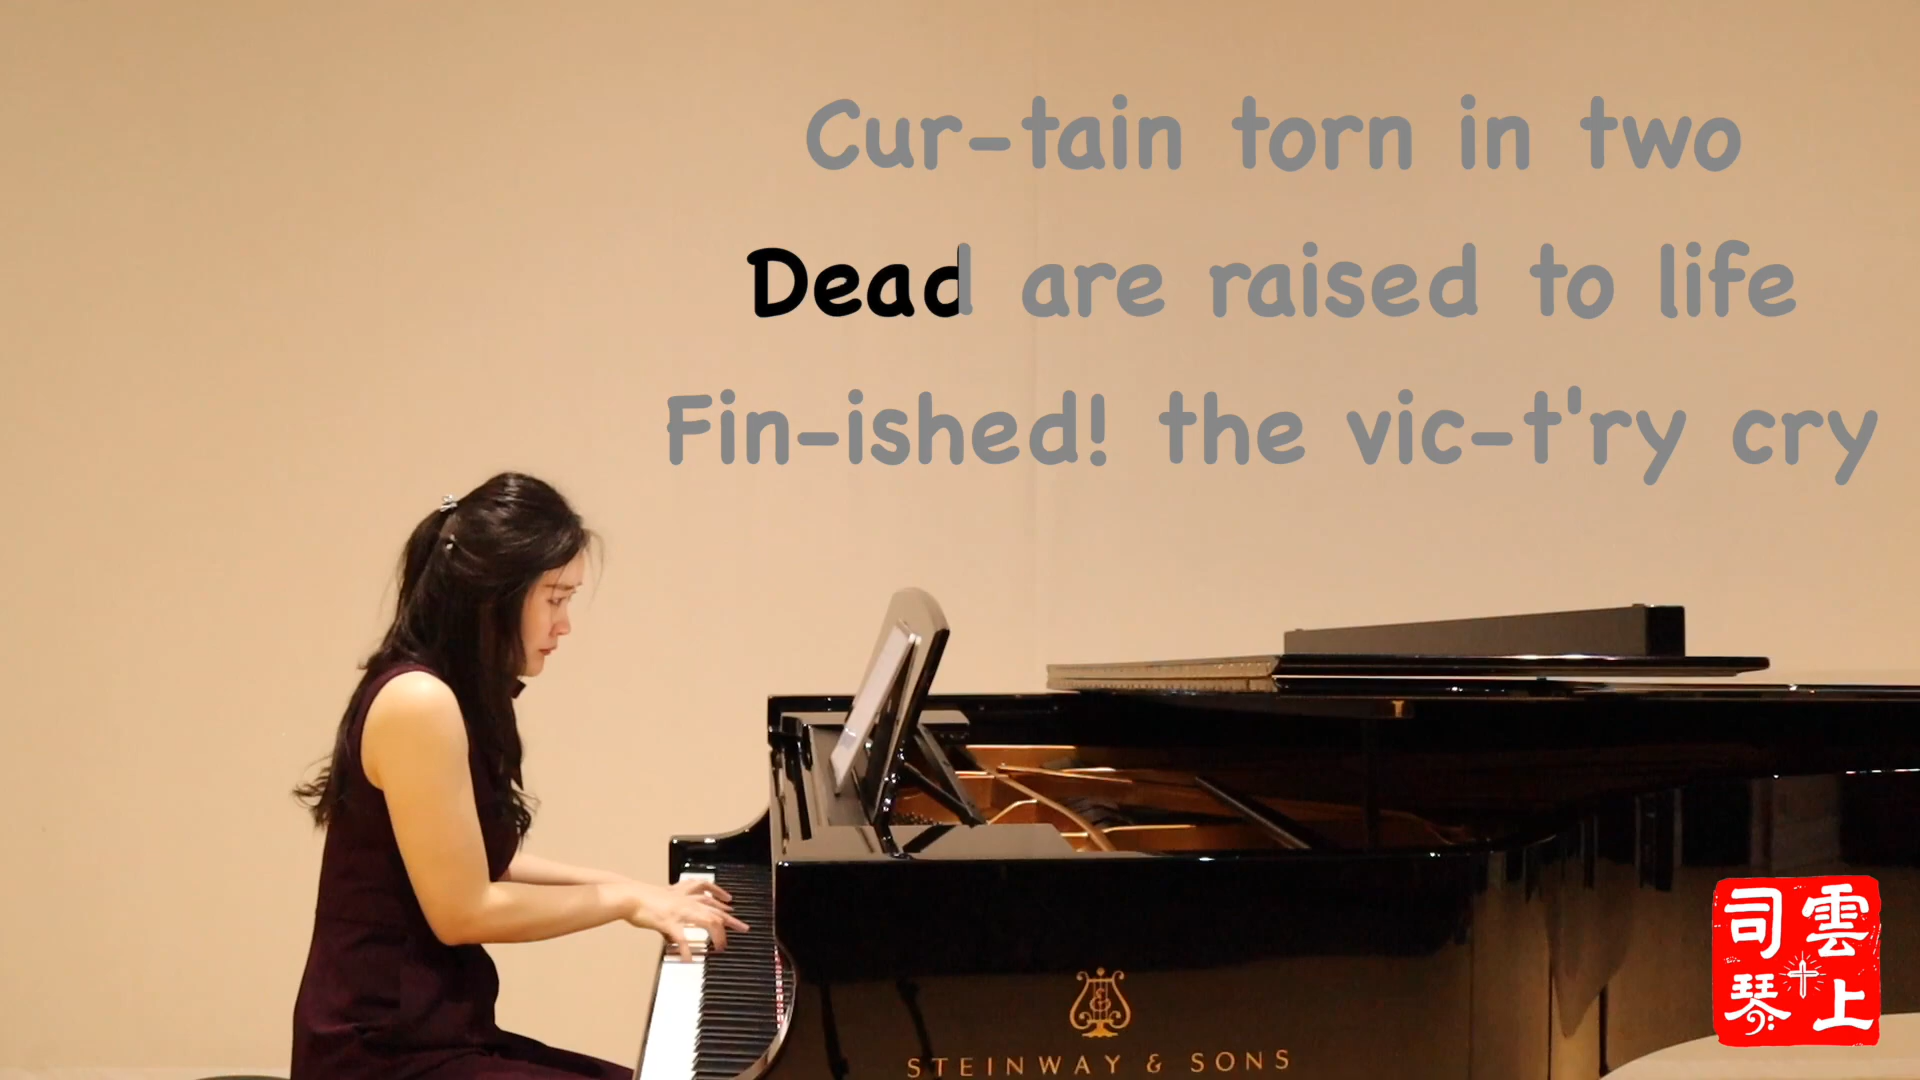 Cur-tain torn in two
Dead are raised to life
Fin-ished! the vic-t'ry cry
STEINWAY & SONS
雲上
司琴